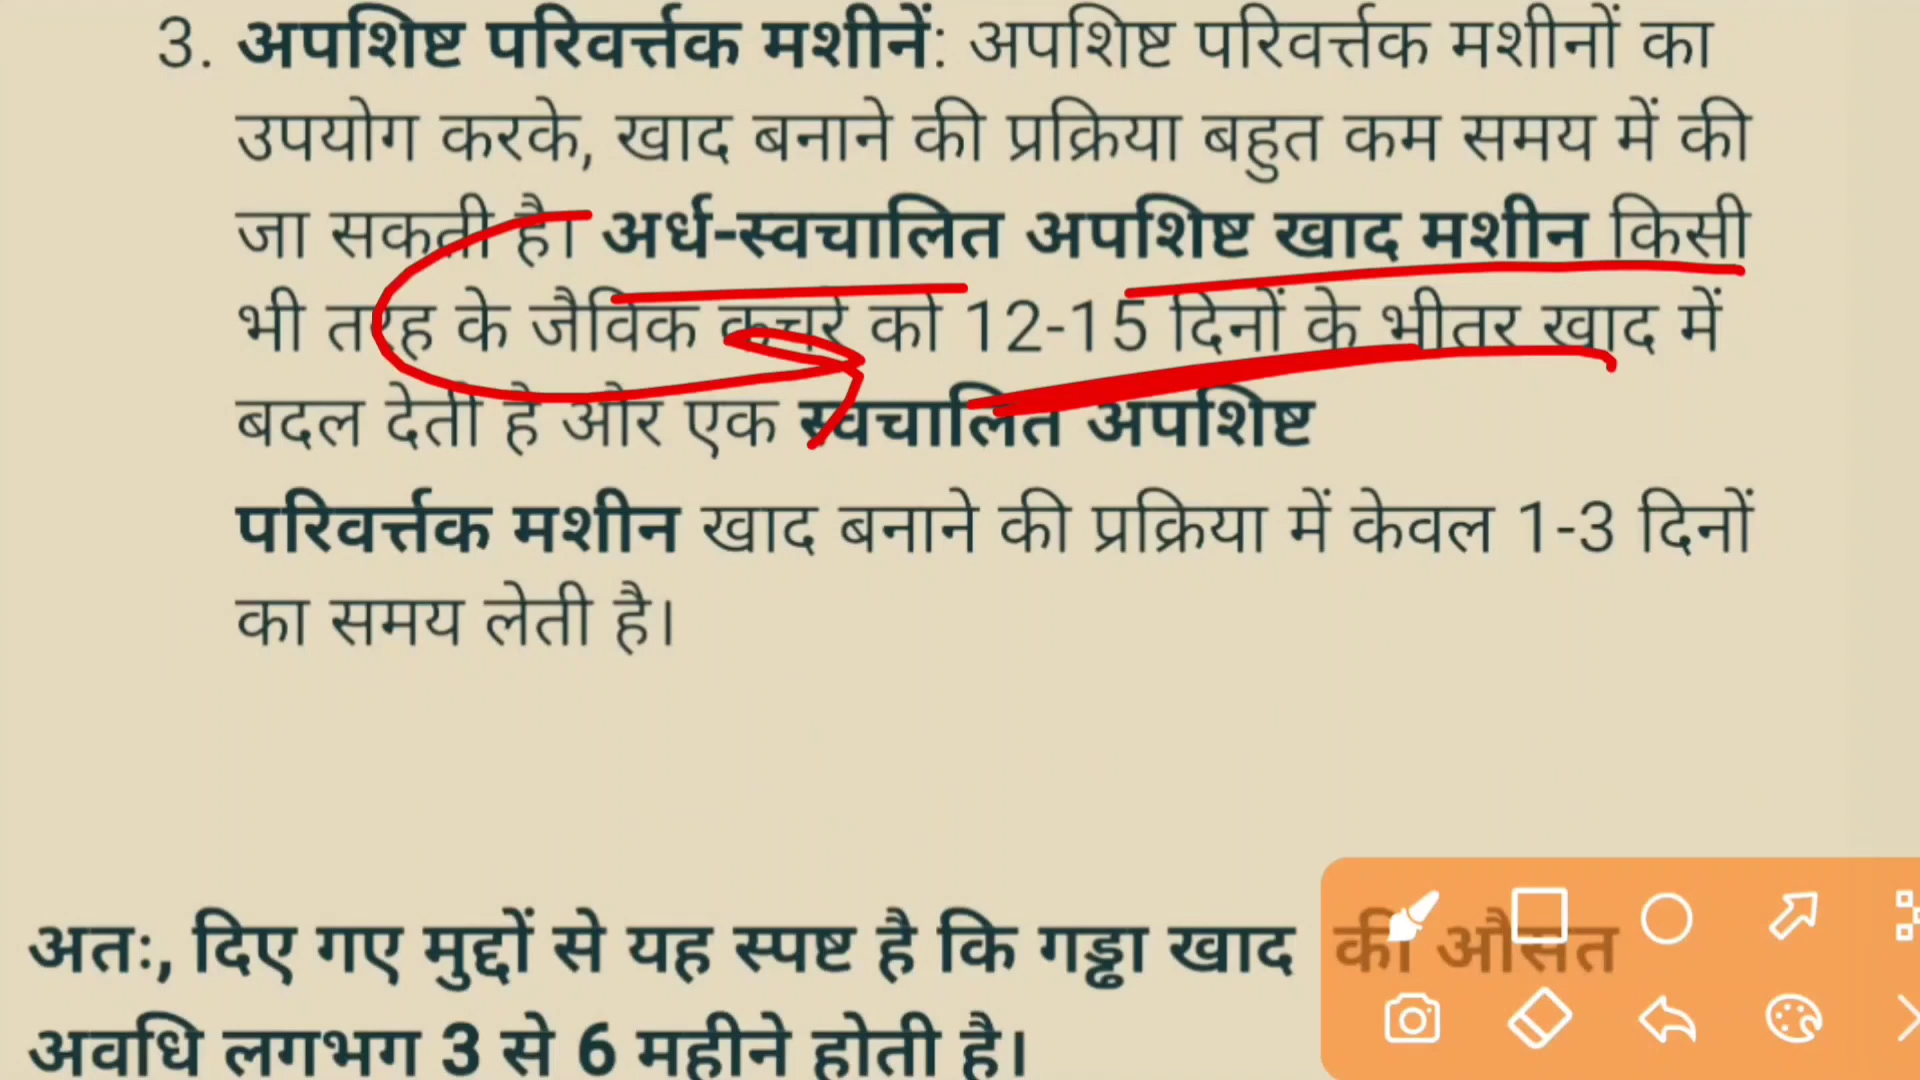 3. अपशिष्ट परिवर्त्तक मशीनें: अपशिष्ट परिवर्त्तक मशीनों का
उपयोग करके, खाद बनाने की प्रक्रिया बहुत कम समय में की
जा सकती है। अर्ध-स्वचालित अपशिष्ट खाद मशीन किसी
भी तरह के जैविक कचरे को 12-15 दिनों के भीतर खाद में
बदल देती है और एक स्वचालित अपशिष्ट
परिवर्त्तक मशीन खाद बनाने की प्रक्रिया में केवल 1-3 दिनों
का समय लेती है।
अतः, दिए गए मुद्दों से यह स्पष्ट है कि गड्ढा खाद की औसत
अवधि लगभग 3 से 6 महीने होती है।